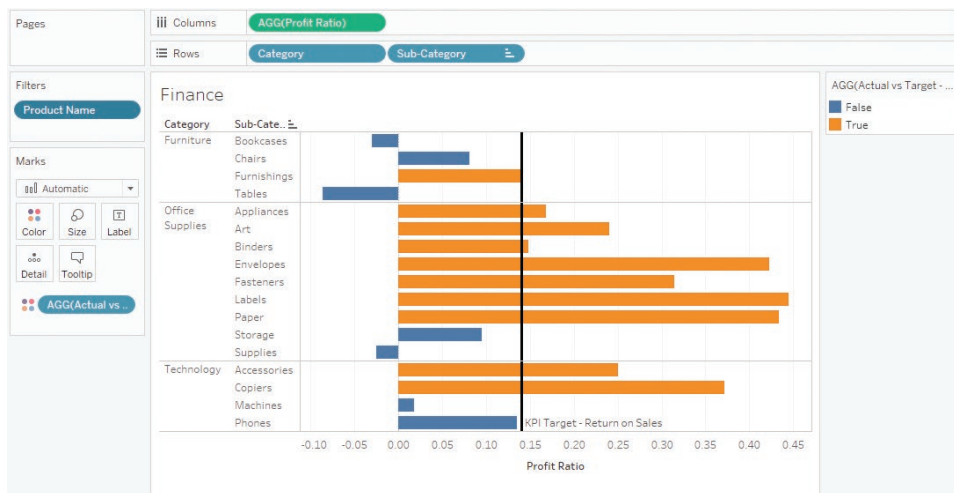 Pages
Columns
AGG(Profit Ratio)
Rows
Category
Sub-Category
Filters
Product Name
Marks
Automatic
Color
Size
Label
Detail
Tooltip
AGG(Actual vs ..
Finance
Category
Sub-Cate..
Furniture
Bookcases
Chairs
Furnishings
Tables
Office
Supplies
Appliances
Art
Binders
Envelopes
Fasteners
Labels
Paper
Storage
Supplies
Technology
Accessories
Copiers
Machines
Phones
KPI Target - Return on Sales
-0.10 -0.05 0.00 0.05 0.10 0.15 0.20 0.25 0.30 0.35 0.40 0.45
Profit Ratio
AGG(Actual vs Target - ...
False
True